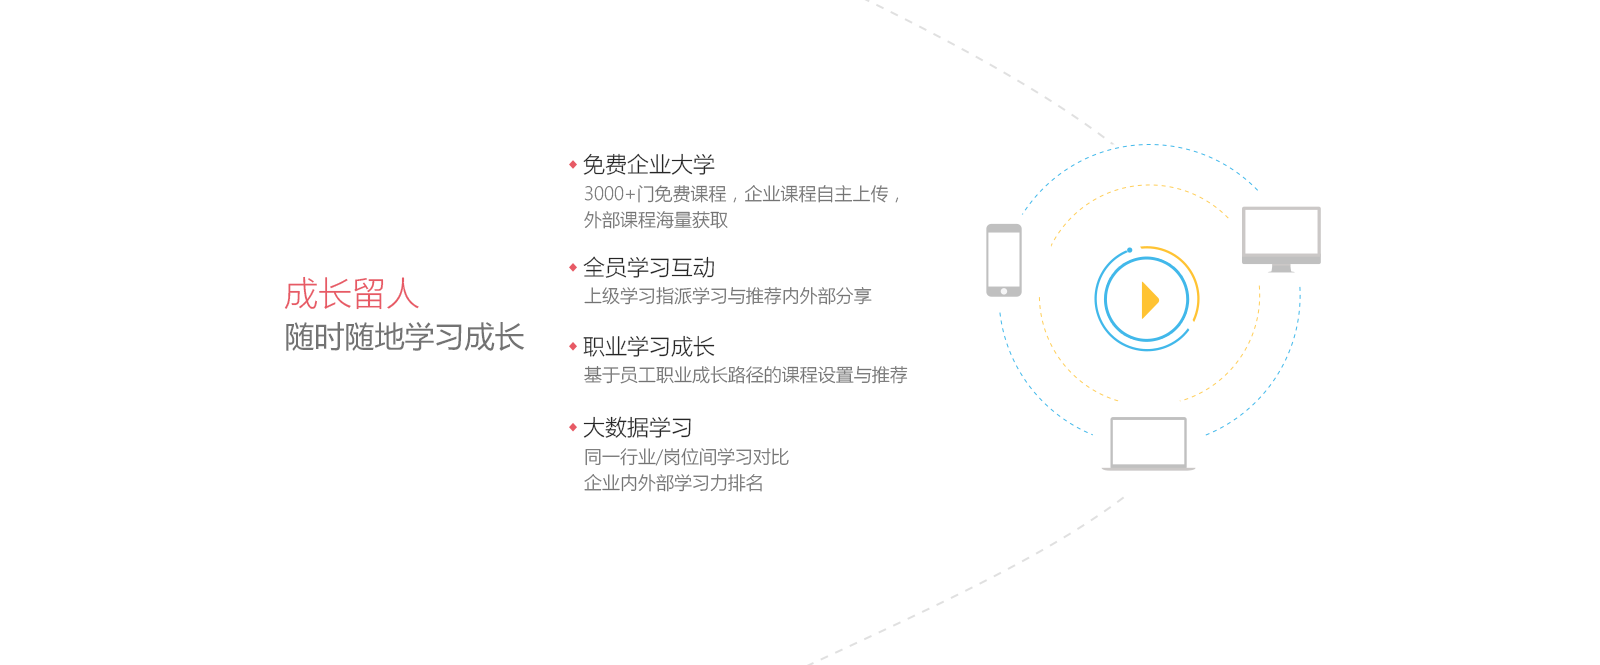 成长留人
随时随地学习成长
免费企业大学
3000+门免费课程，企业课程自主上传，
外部课程海量获取
全员学习互动
上级学习指派学习与推荐内外部分享
职业学习成长
基于员工职业成长路径的课程设置与推荐
大数据学习
同一行业/岗位间学习对比
企业内外部学习力排名